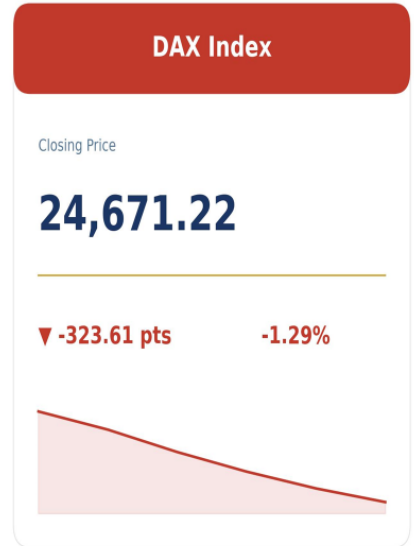 DAX Index
Closing Price
24,671.22
▼ -323.61 pts -1.29%